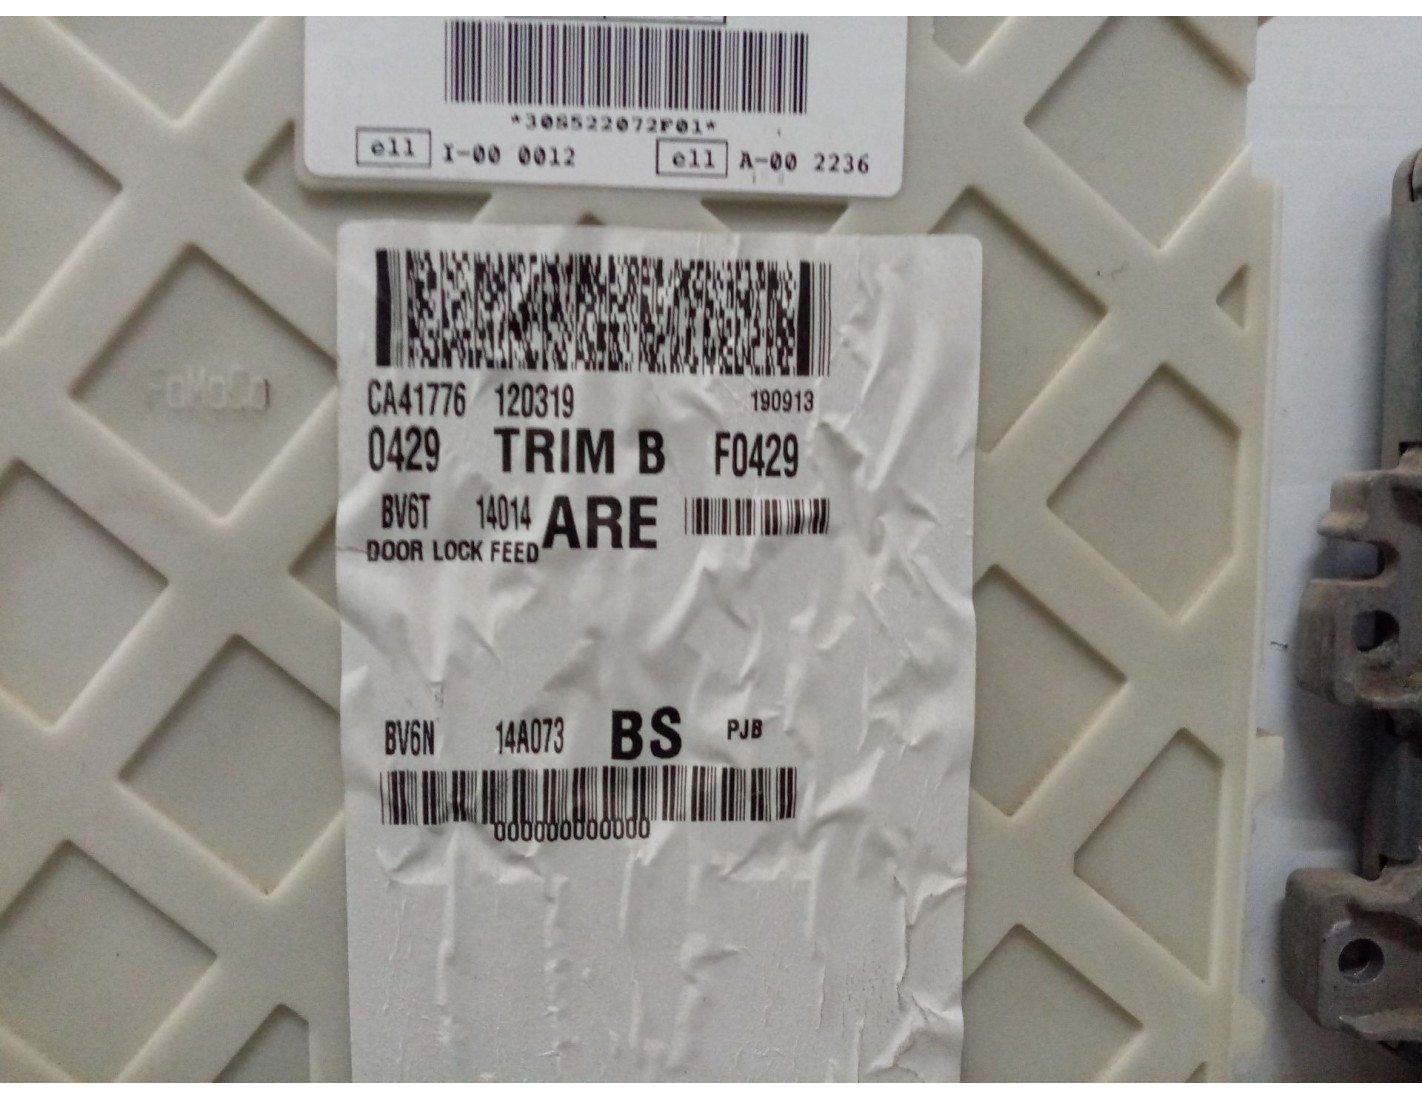 *30S522072F01*
e11 I-00 0012 e11 A-00 2236
FoMoCo
CA41776 120319 190913
0429 TRIM B F0429
BV6T 14014 ARE
DOOR LOCK FEED
BV6N 14A073 BS PJB
000000000000